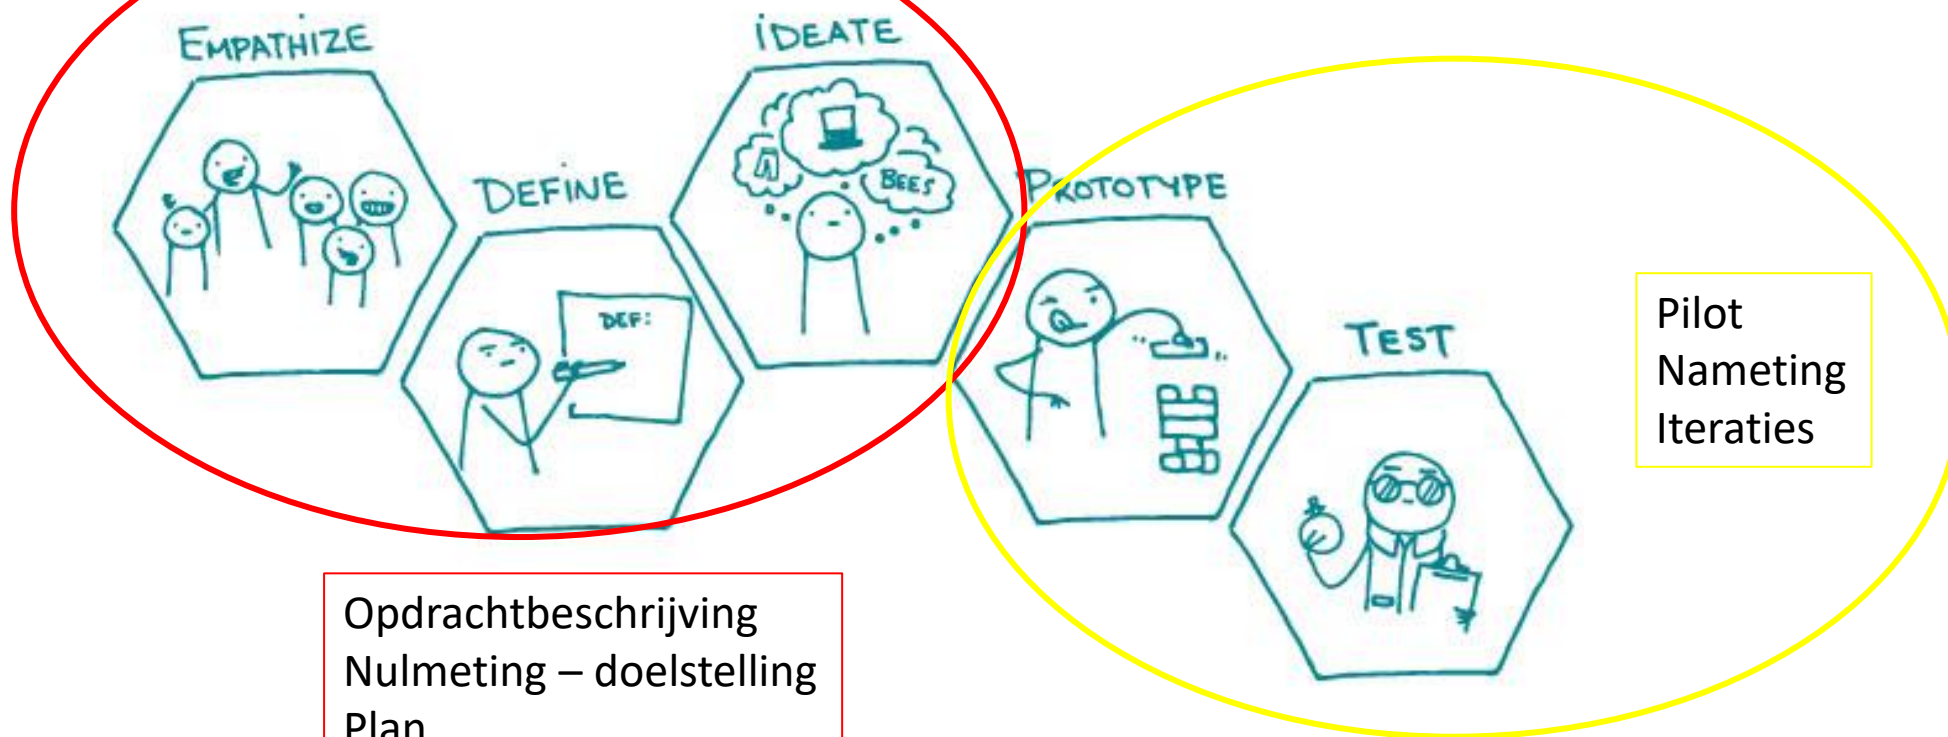 EMPATHIZE
IDEATE
BEES
DEFINE
DEF:
PROTOTYPE
TEST
Pilot
Nameting
Iteraties
Opdrachtbeschrijving
Nulmeting – doelstelling
Plan